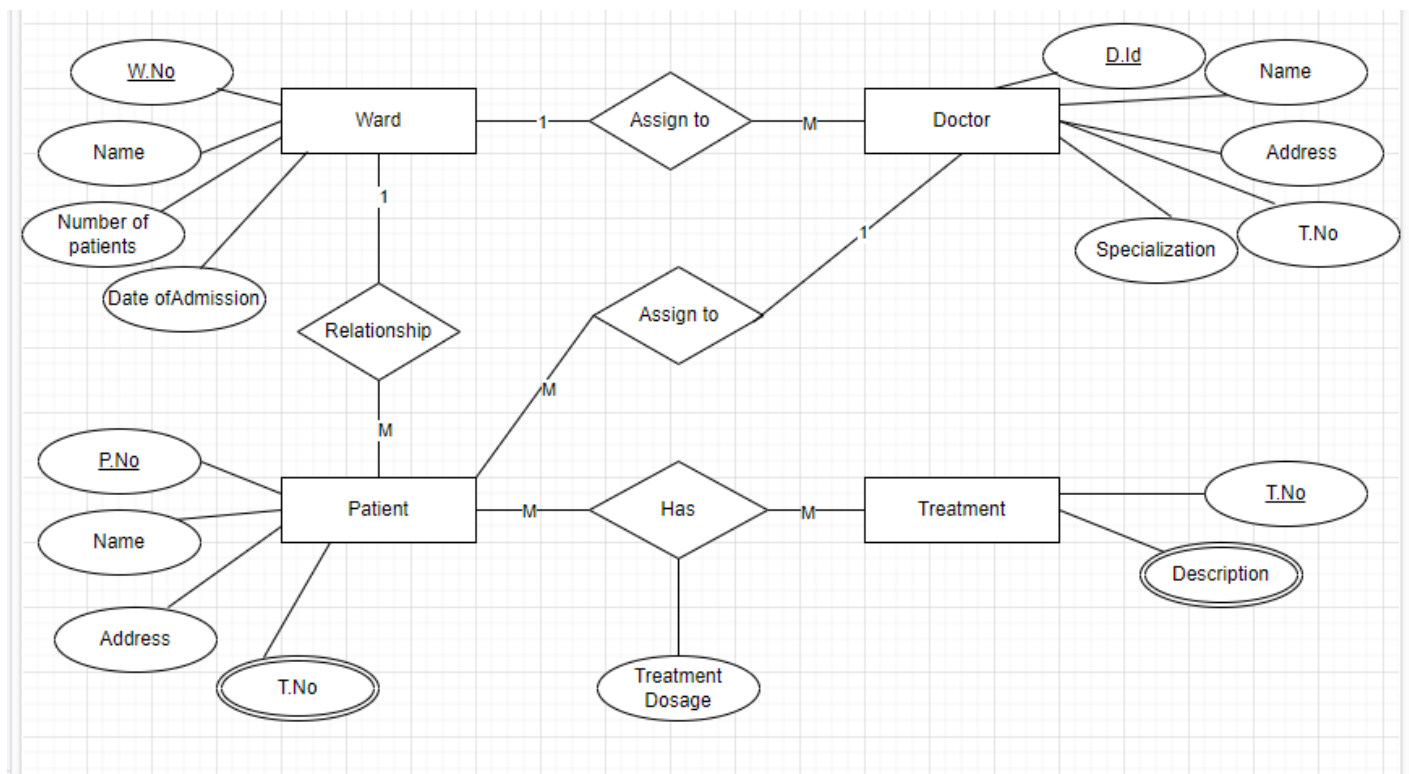 D.Id
W.No
Name
Ward
1
Assign to
M
Doctor
Name
Address
Number of
patients
1
1
T.No
Specialization
Date ofAdmission
Assign to
Relationship
M
M
P.No
T.No
Patient
M
Has
M
Treatment
Name
Description
Address
T.No
Treatment
Dosage